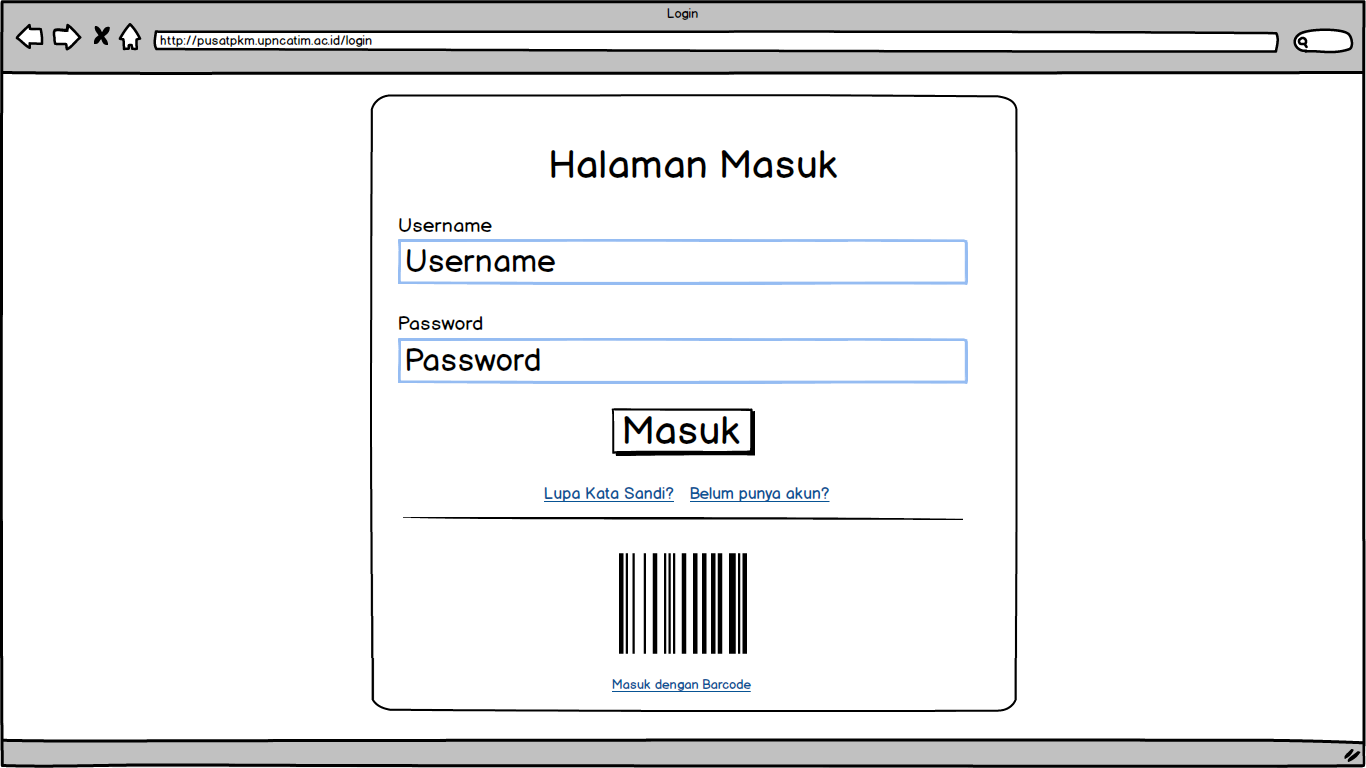 Login
http://pusatpkm.upncatim.ac.id/login
Halaman Masuk
Username
Username
Password
Password
Masuk
Lupa Kata Sandi? Belum punya akun?
Masuk dengan Barcode